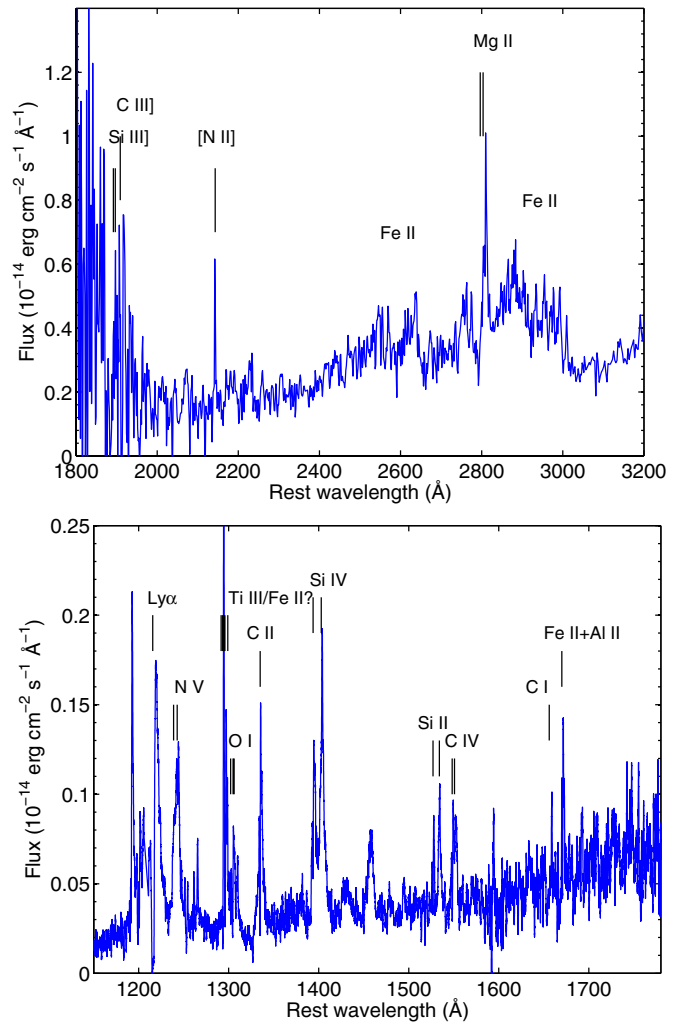 Mg II
1.2
C III]
1
Si III]
[N II]
0.8
Fe II
Fe II
0.6
0.4
0.2
0
1800 2000 2200 2400 2600 2800 3000 3200
Rest wavelength (Å)
Flux (10⁻¹⁴ erg cm⁻² s⁻¹ Å⁻¹)
0.25
Si IV
Lyα
Ti III/Fe II?
0.2
C II
Fe II+Al II
N V
C I
0.15
O I
Si II
C IV
0.1
0.05
0
1200 1300 1400 1500 1600 1700
Rest wavelength (Å)
Flux (10⁻¹⁴ erg cm⁻² s⁻¹ Å⁻¹)